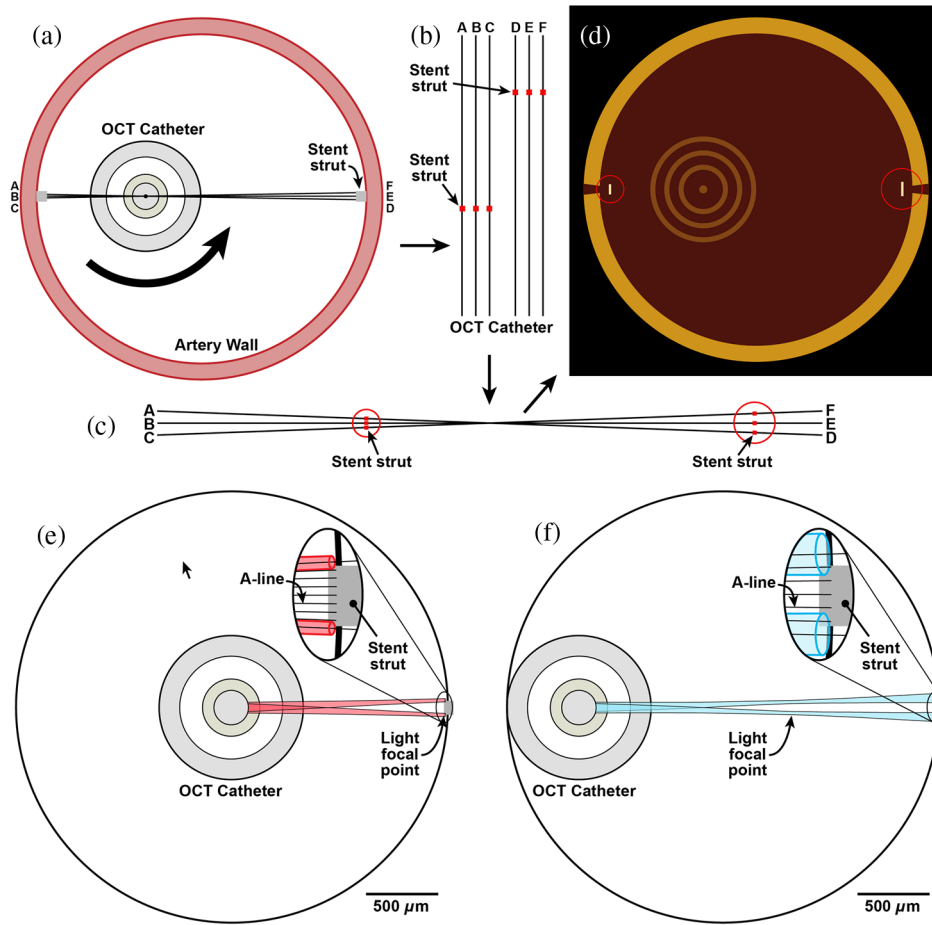 (a)
OCT Catheter
Stent
strut
A
B
C
F
E
D
Artery Wall
(b)
A B C D E F
Stent
strut
Stent
strut
OCT Catheter
(d)
(c)
A
B
C
F
E
D
Stent strut
Stent strut
(e)
A-line
Stent
strut
Light
focal
point
OCT Catheter
500 μm
(f)
A-line
Stent
strut
Light
focal
point
OCT Catheter
500 μm